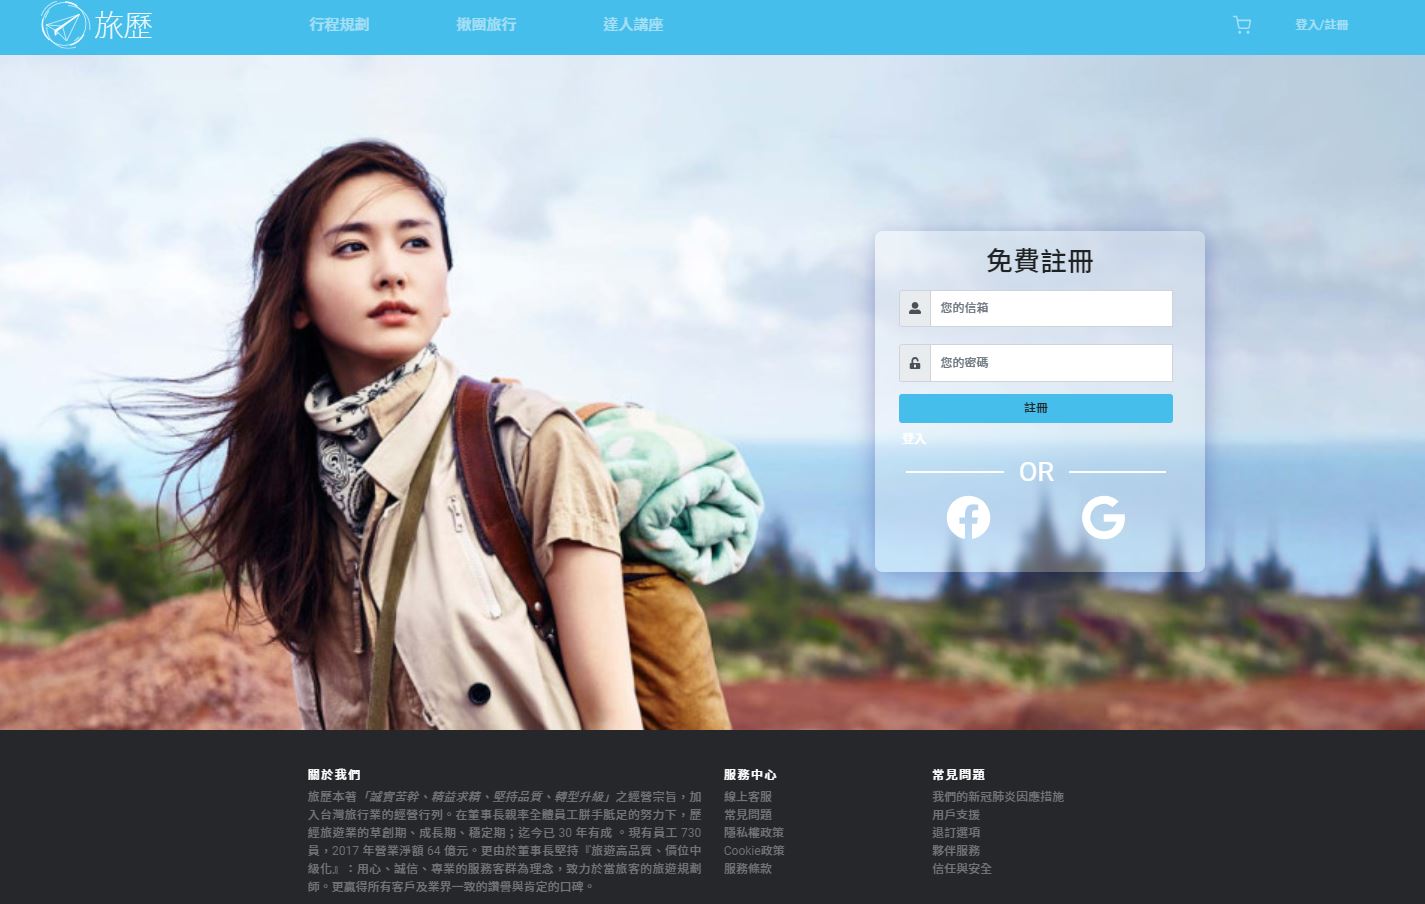 旅歷
行程規劃
揪團旅行
達人講座
登入/註冊
免費註冊
您的信箱
您的密碼
註冊
登入
OR
關於我們
旅歷本著「誠實苦幹、精益求精、堅持品質、轉型升級」之經營宗旨，加
入台灣旅行業的經營行列。在董事長親率全體員工胼手胝足的努力下，歷
經旅遊業的草創期、成長期、穩定期；迄今已 30 年有成 。現有員工 730
員，2017 年營業淨額 64 億元。更由於董事長堅持『旅遊高品質、價位中
級化』：用心、誠信、專業的服務客群為理念，致力於當旅客的旅遊規劃
師。更贏得所有客戶及業界一致的讚譽與肯定的口碑。
服務中心
線上客服
常見問題
隱私權政策
Cookie政策
服務條款
常見問題
我們的新冠肺炎因應措施
用戶支援
退訂選項
夥伴服務
信任與安全